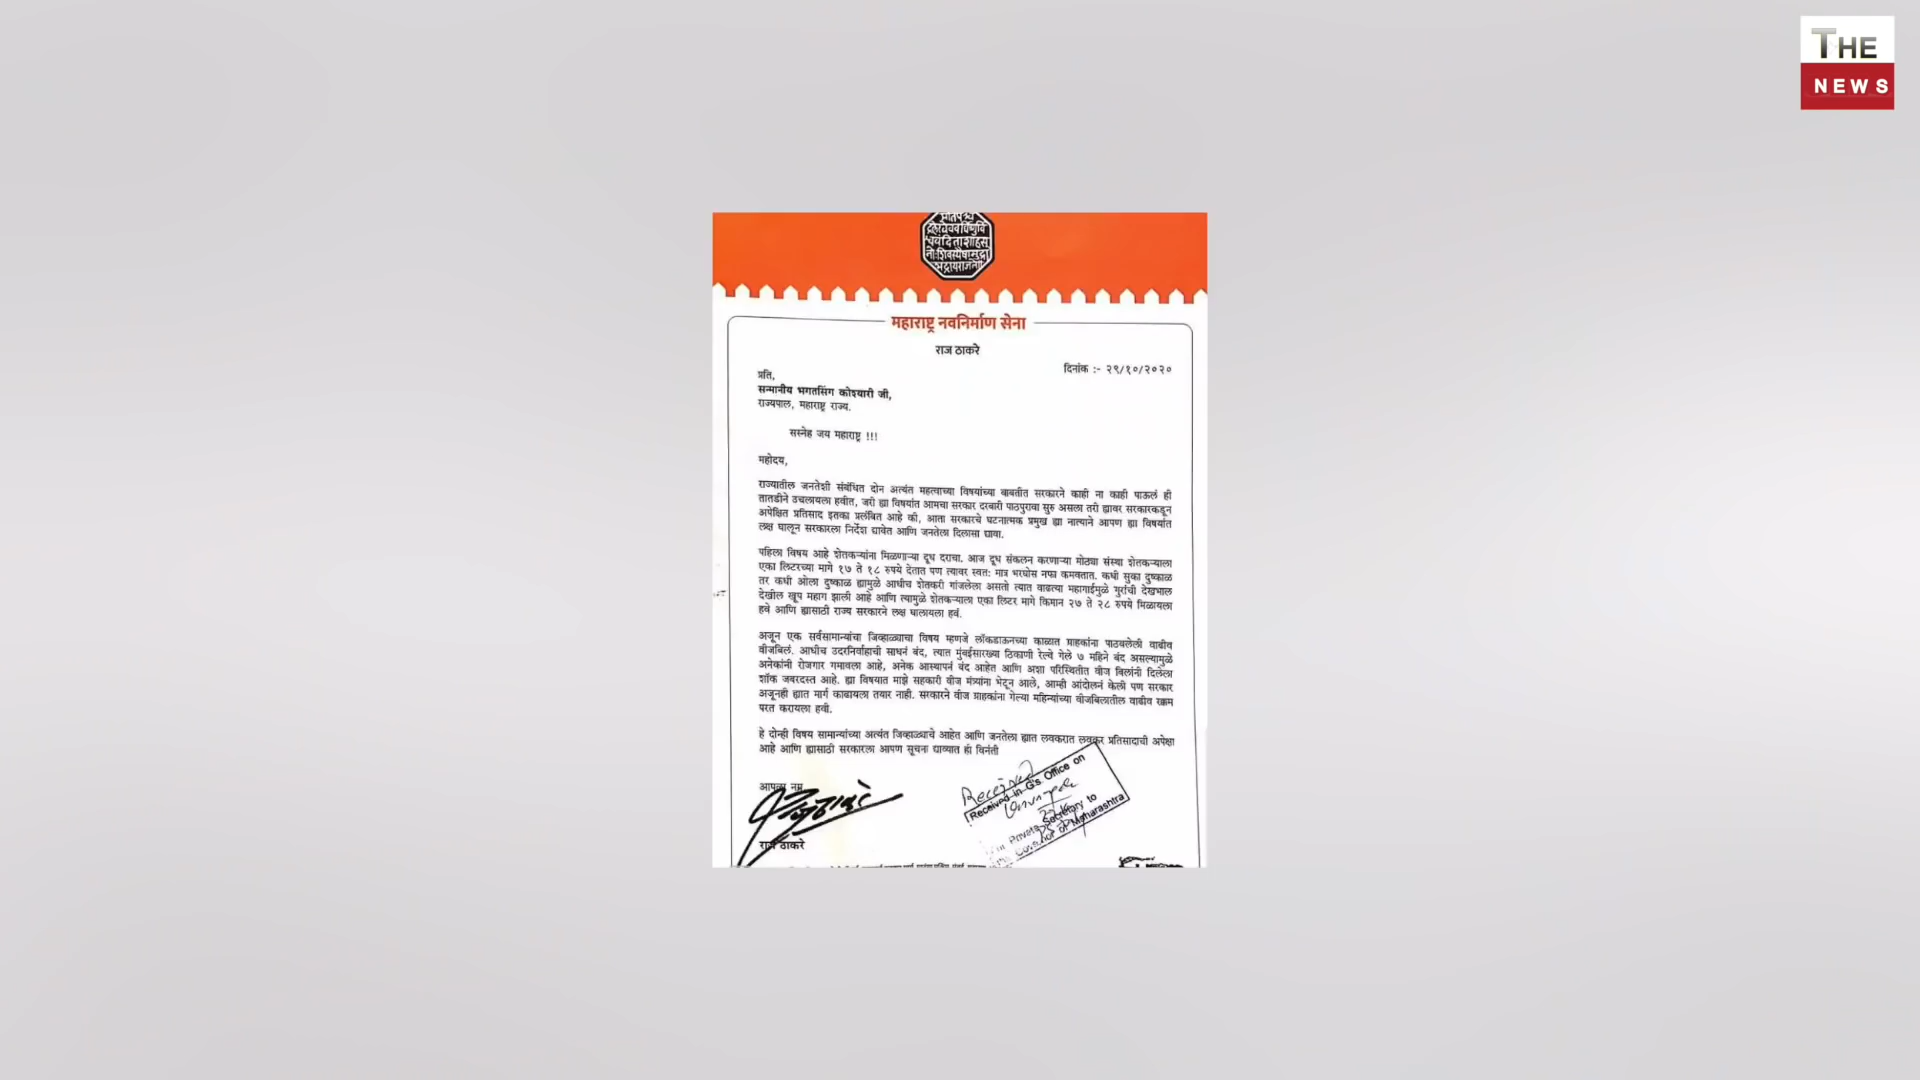 THE
NEWS
महाराष्ट्र नवनिर्माण सेना
राज ठाकरे
दिनांक :- २९/१०/२०२०
प्रति,
सन्मानीय भगतसिंग कोश्यारी जी,
राज्यपाल, महाराष्ट्र राज्य.
सस्नेह जय महाराष्ट्र !!!
महोदय,
राज्यातील जनतेशी संबंधित दोन अत्यंत महत्वाच्या विषयांच्या बाबतीत सरकारने काही ना काही पाऊलं ही
तातडीने उचलायला हवीत, जरी ह्या विषयांत आमचा सरकार दरबारी पाठपुरावा सुरु असला तरी ह्यावर सरकारकडून
अपेक्षित प्रतिसाद इतका प्रलंबित आहे की, आता सरकारचे घटनात्मक प्रमुख ह्या नात्याने आपण ह्या विषयांत
लक्ष घालून सरकारला निर्देश द्यावेत आणि जनतेला दिलासा द्यावा.
पहिला विषय आहे शेतकऱ्यांना मिळणाऱ्या दूध दराचा. आज दूध संकलन करणाऱ्या मोठ्या संस्था शेतकऱ्याला
एका लिटरच्या मागे १७ ते १८ रुपये देतात पण त्यावर स्वत: मात्र भरघोस नफा कमवतात. कधी सुका दुष्काळ
तर कधी ओला दुष्काळ ह्यामुळे आधीच शेतकरी गांजलेला असतो त्यात वाढत्या महागाईमुळे गुरांची देखभाल
देखील खूप महाग झाली आहे आणि त्यामुळे शेतकऱ्याला एका लिटर मागे किमान २७ ते २८ रुपये मिळायला
हवे आणि ह्यासाठी राज्य सरकारने लक्ष घालायला हवं.
अजून एक सर्वसामान्यांचा जिव्हाळ्याचा विषय म्हणजे लॉकडाऊनच्या काळात ग्राहकांना पाठवलेली वाढीव
वीजबिलं. आधीच उदरनिर्वाहाची साधनं बंद, त्यात मुंबईसारख्या ठिकाणी रेल्वे गेले ७ महिने बंद असल्यामुळे
अनेकांनी रोजगार गमावला आहे, अनेक आस्थापनं बंद आहेत आणि अशा परिस्थितीत वीज बिलांनी दिलेला
शॉक जबरदस्त आहे. ह्या विषयात माझे सहकारी वीज मंत्र्यांना भेटून आले, आम्ही आंदोलनं केली पण सरकार
अजूनही ह्यात मार्ग काढायला तयार नाही. सरकारने वीज ग्राहकांना गेल्या महिन्यांच्या वीजबिलातील वाढीव रक्कम
परत करायला हवी.
हे दोन्ही विषय सामान्यांच्या अत्यंत जिव्हाळ्याचे आहेत आणि जनतेला ह्यात लवकरात लवकर प्रतिसादाची अपेक्षा
आहे आणि ह्यासाठी सरकारला आपण सूचना द्याव्यात ही विनंती
आपला नम्र
राज ठाकरे
Received
Received in G's Office on
Secretary to
Governor of Maharashtra